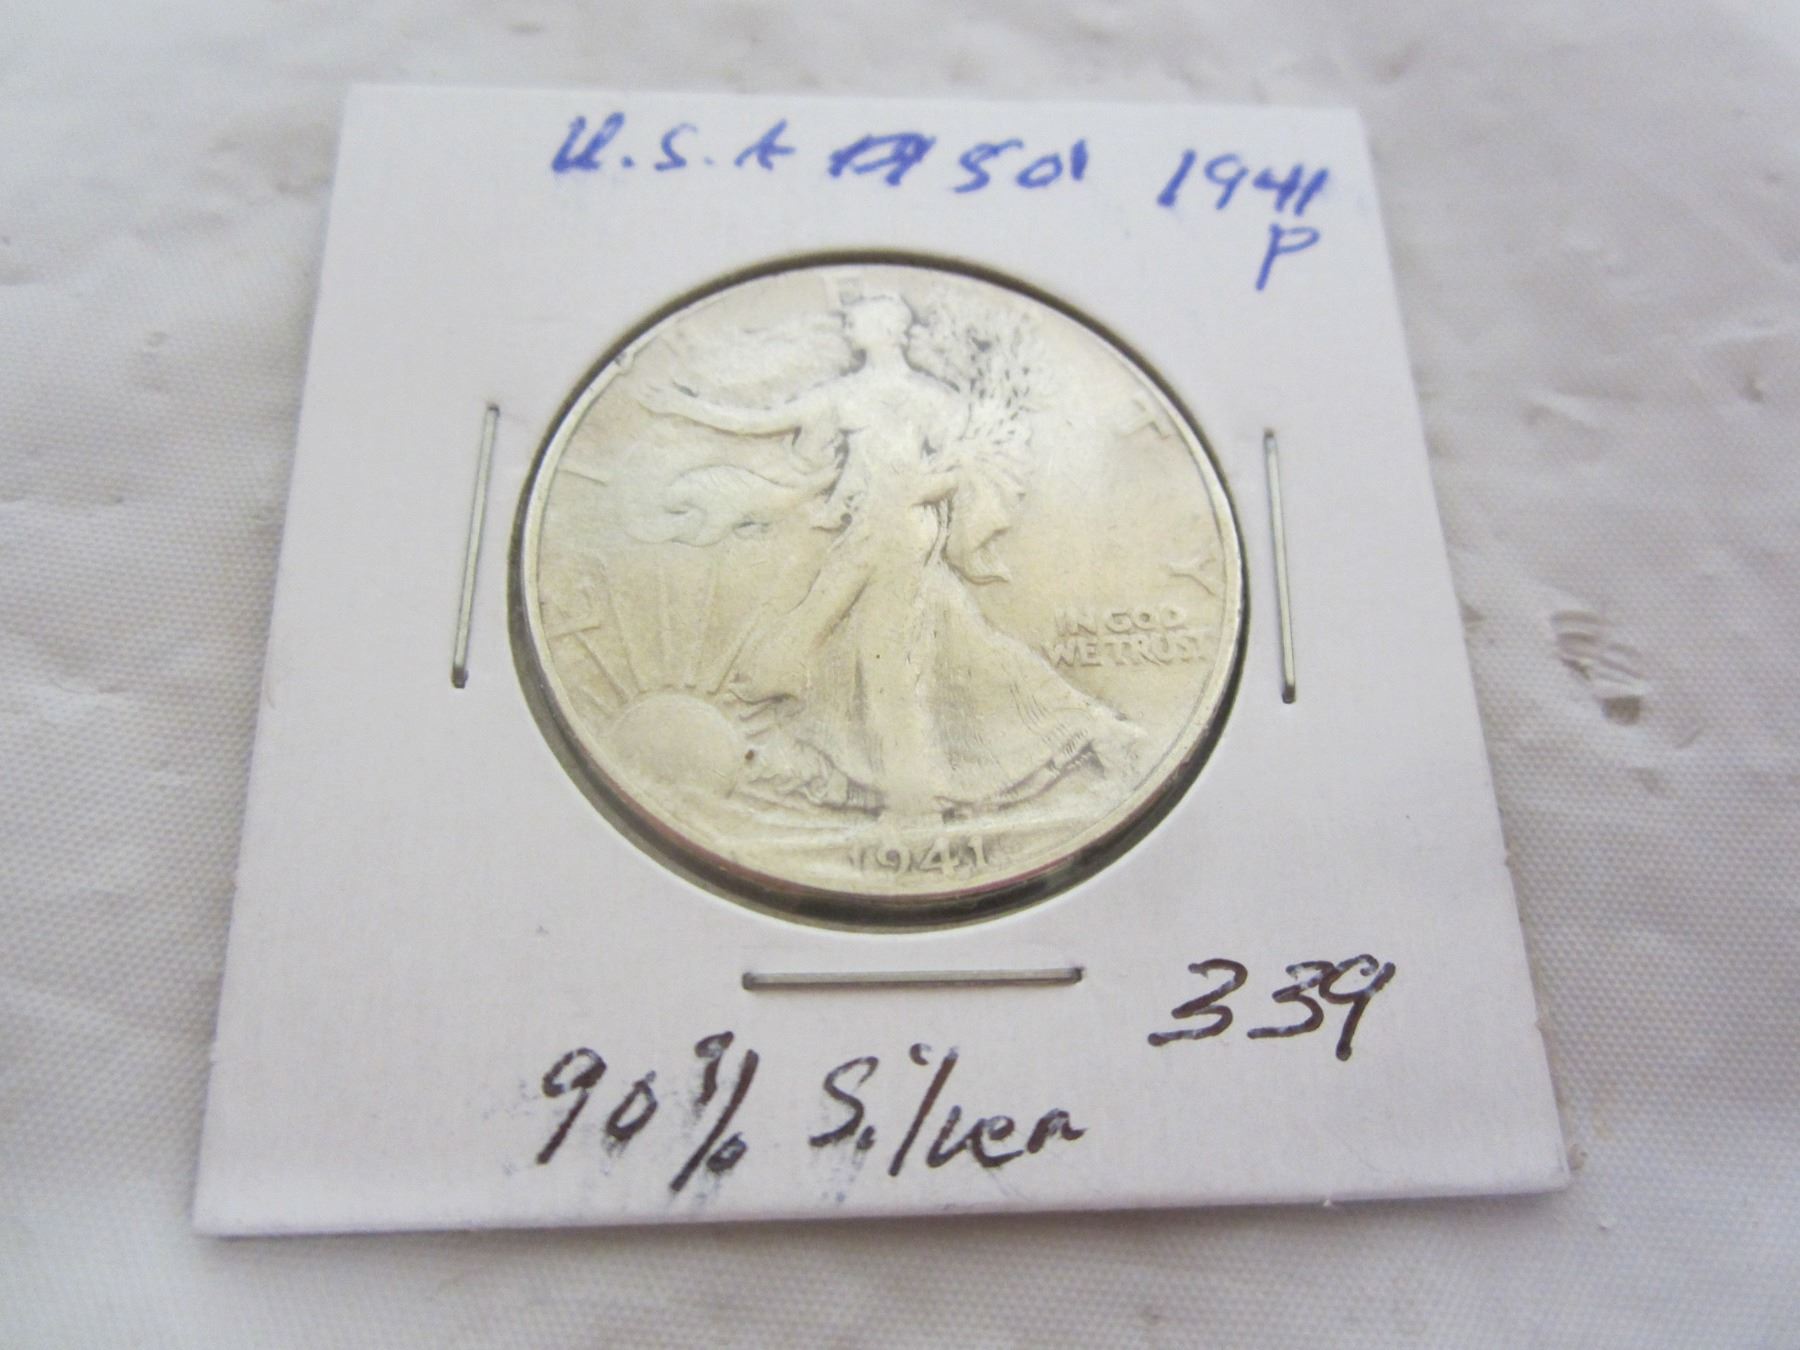 U.S.A 50¢ 1941
P
L I B E R T Y
IN GOD
WE TRUST
1941
339
90% Silver